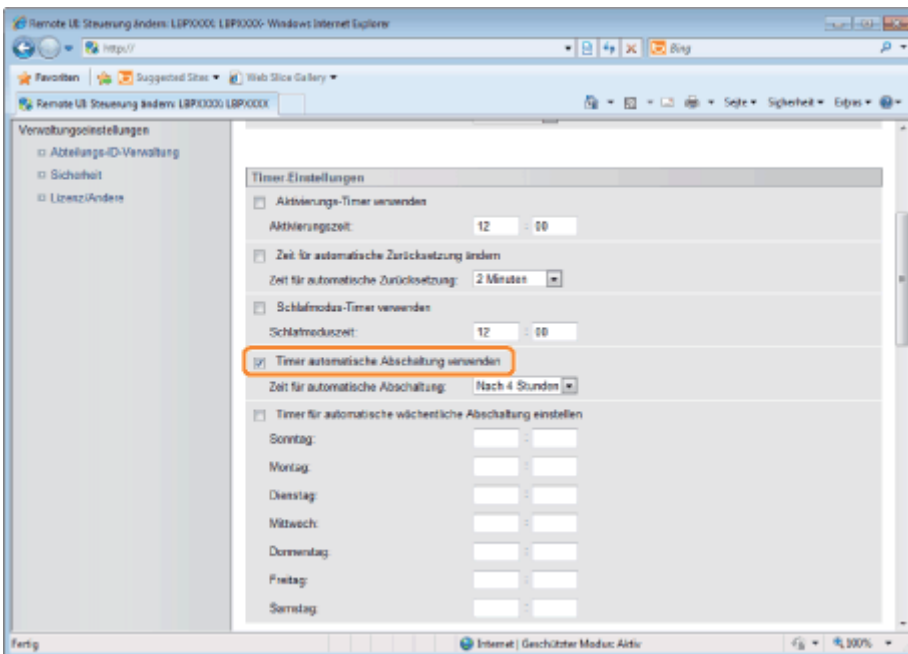 Remote UI: Steuerung ändern: LBPXXXX: LBPXXXX- Windows Internet Explorer
http://
Bing
Favoriten
Suggested Sites
Web Slice Gallery
Remote UI: Steuerung ändern: LBPXXXX: LBPXXXX
Seite
Sicherheit
Extras
Verwaltungseinstellungen
Abteilungs-ID-Verwaltung
Sicherheit
Lizenz/Andere
Timer-Einstellungen
Aktivierungs-Timer verwenden
Aktivierungszeit: 12 : 00
Zeit für automatische Zurücksetzung ändern
Zeit für automatische Zurücksetzung: 2 Minuten
Schlafmodus-Timer verwenden
Schlafmoduszeit: 12 : 00
Timer automatische Abschaltung verwenden
Zeit für automatische Abschaltung: Nach 4 Stunden
Timer für automatische wöchentliche Abschaltung einstellen
Sonntag: :
Montag: :
Dienstag: :
Mittwoch: :
Donnerstag: :
Freitag: :
Samstag: :
Fertig
Internet | Geschützter Modus: Aktiv
100%